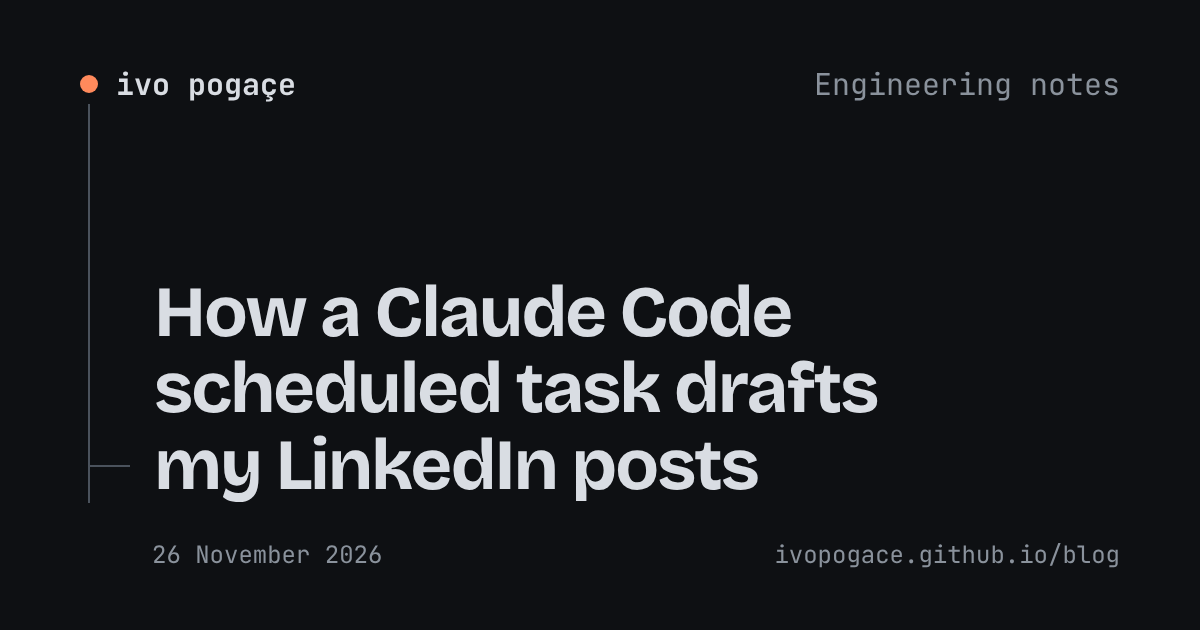 ivo pogaçe
Engineering notes
How a Claude Code
scheduled task drafts
my LinkedIn posts
26 November 2026
ivopogace.github.io/blog